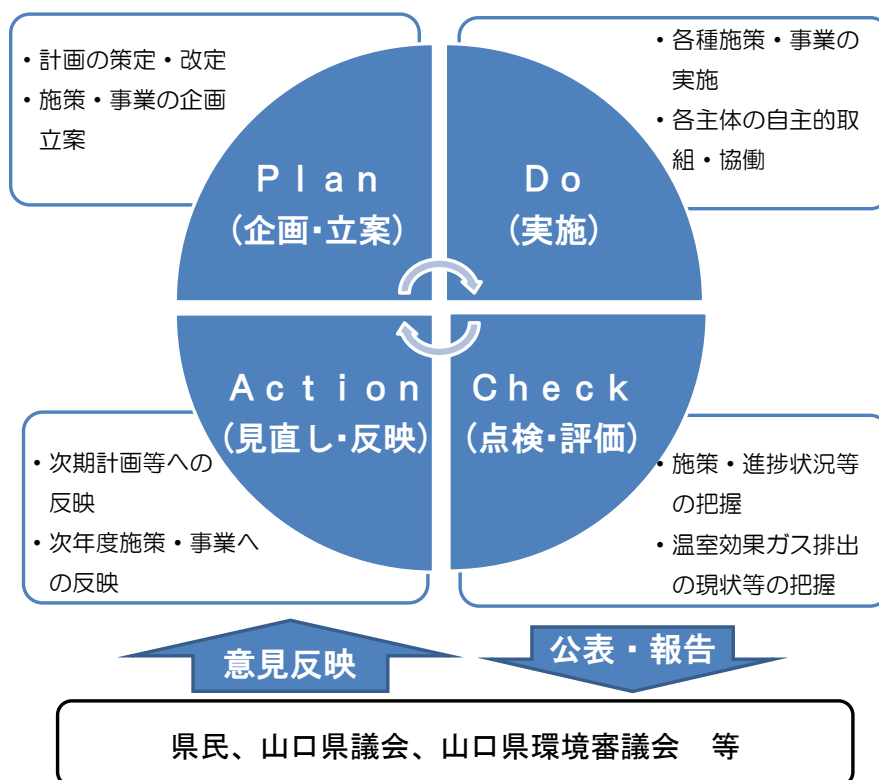 ・計画の策定・改定
・施策・事業の企画
立案
・各種施策・事業の
実施
・各主体の自主的取
組・協働
Ｐｌａｎ
（企画・立案）
Ｄｏ
（実施）
Ａｃｔｉｏｎ
（見直し・反映）
Ｃｈｅｃｋ
（点検・評価）
・次期計画等への
反映
・次年度施策・事業へ
の反映
・施策・進捗状況等
の把握
・温室効果ガス排出
の現状等の把握
意見反映
公表・報告
県民、山口県議会、山口県環境審議会　等